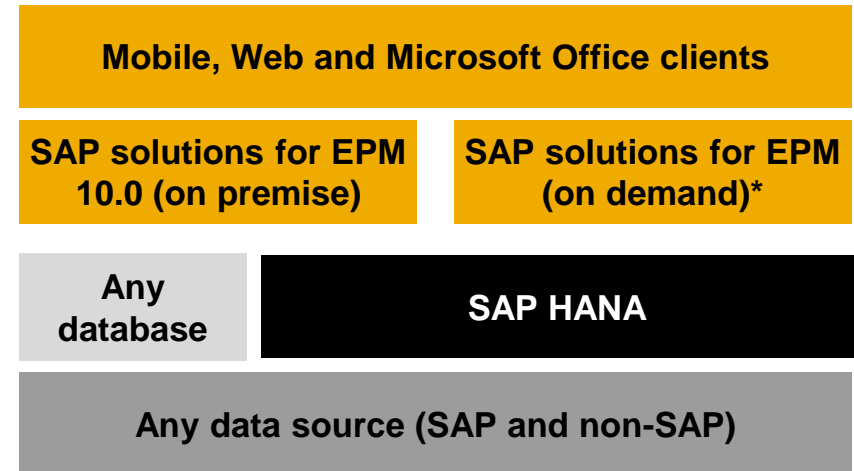 Mobile, Web and Microsoft Office clients
SAP solutions for EPM
10.0 (on premise)
SAP solutions for EPM
(on demand)*
Any
database
SAP HANA
Any data source (SAP and non-SAP)